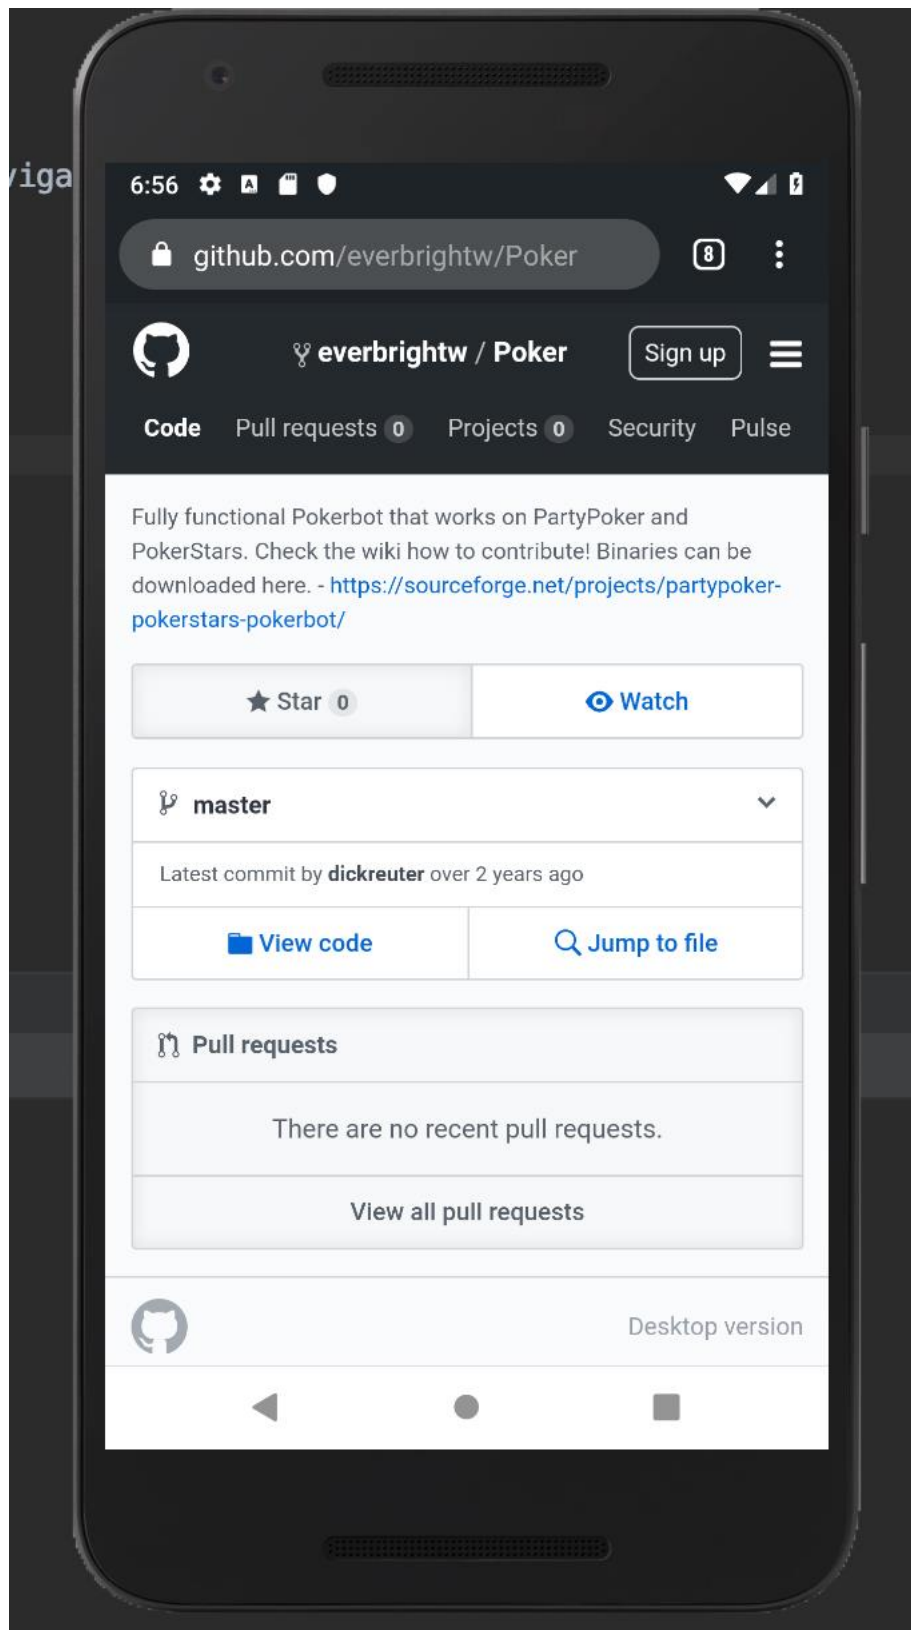 viga
6:56
github.com/everbrightw/Poker
8
everbrightw / Poker
Sign up
Code Pull requests 0 Projects 0 Security Pulse
Fully functional Pokerbot that works on PartyPoker and
PokerStars. Check the wiki how to contribute! Binaries can be
downloaded here. - https://sourceforge.net/projects/partypoker-
pokerstars-pokerbot/
Star 0
Watch
master
Latest commit by dickreuter over 2 years ago
View code
Jump to file
Pull requests
There are no recent pull requests.
View all pull requests
Desktop version